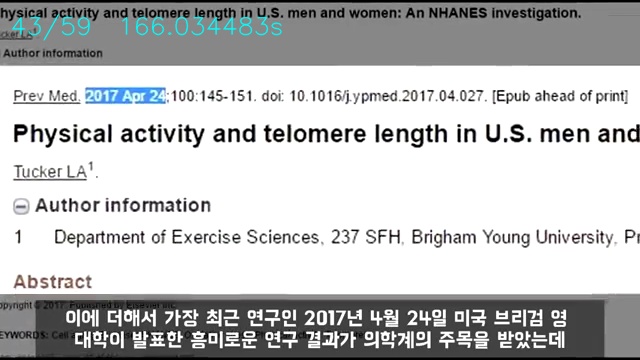 hysical activity and telomere length in U.S. men and women: An NHANES investigation.
43/59 166.034483s
Author information
Prev Med. 2017 Apr 24;100:145-151. doi: 10.1016/j.ypmed.2017.04.027. [Epub ahead of print]
Physical activity and telomere length in U.S. men and
Tucker LA1.
Author information
1 Department of Exercise Sciences, 237 SFH, Brigham Young University, Pr
Abstract
이에 더해서 가장 최근 연구인 2017년 4월 24일 미국 브리검 영
대학이 발표한 흥미로운 연구 결과가 의학계의 주목을 받았는데